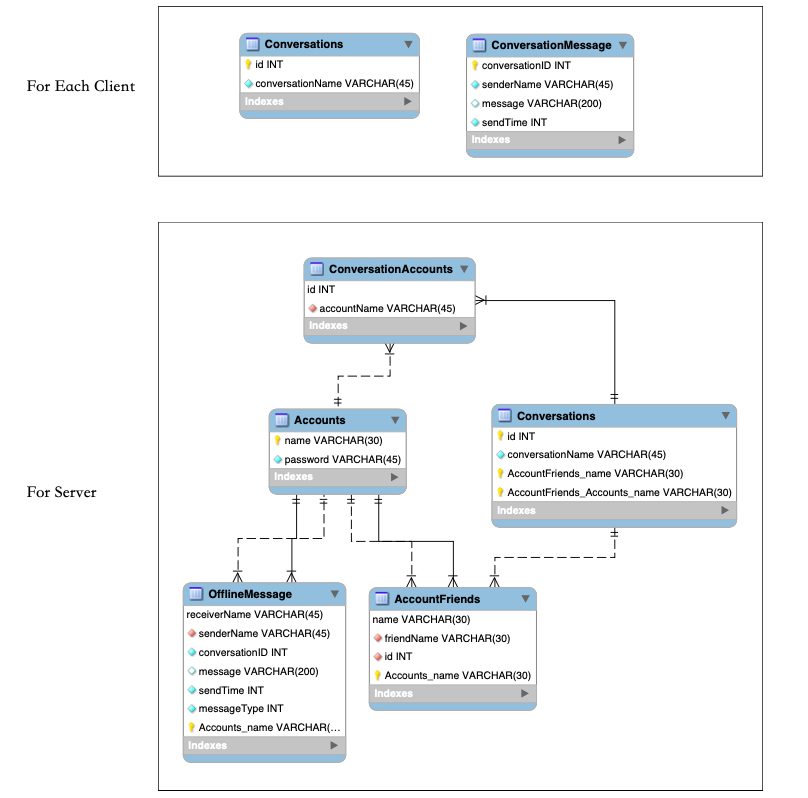 For Each Client
Conversations
id INT
conversationName VARCHAR(45)
Indexes
ConversationMessage
conversationID INT
senderName VARCHAR(45)
message VARCHAR(200)
sendTime INT
Indexes
For Server
ConversationAccounts
id INT
accountName VARCHAR(45)
Indexes
Accounts
name VARCHAR(30)
password VARCHAR(45)
Indexes
Conversations
id INT
conversationName VARCHAR(45)
AccountFriends_name VARCHAR(30)
AccountFriends_Accounts_name VARCHAR(30)
Indexes
OfflineMessage
receiverName VARCHAR(45)
senderName VARCHAR(45)
conversationID INT
message VARCHAR(200)
sendTime INT
messageType INT
Accounts_name VARCHAR(...
Indexes
AccountFriends
name VARCHAR(30)
friendName VARCHAR(30)
id INT
Accounts_name VARCHAR(30)
Indexes